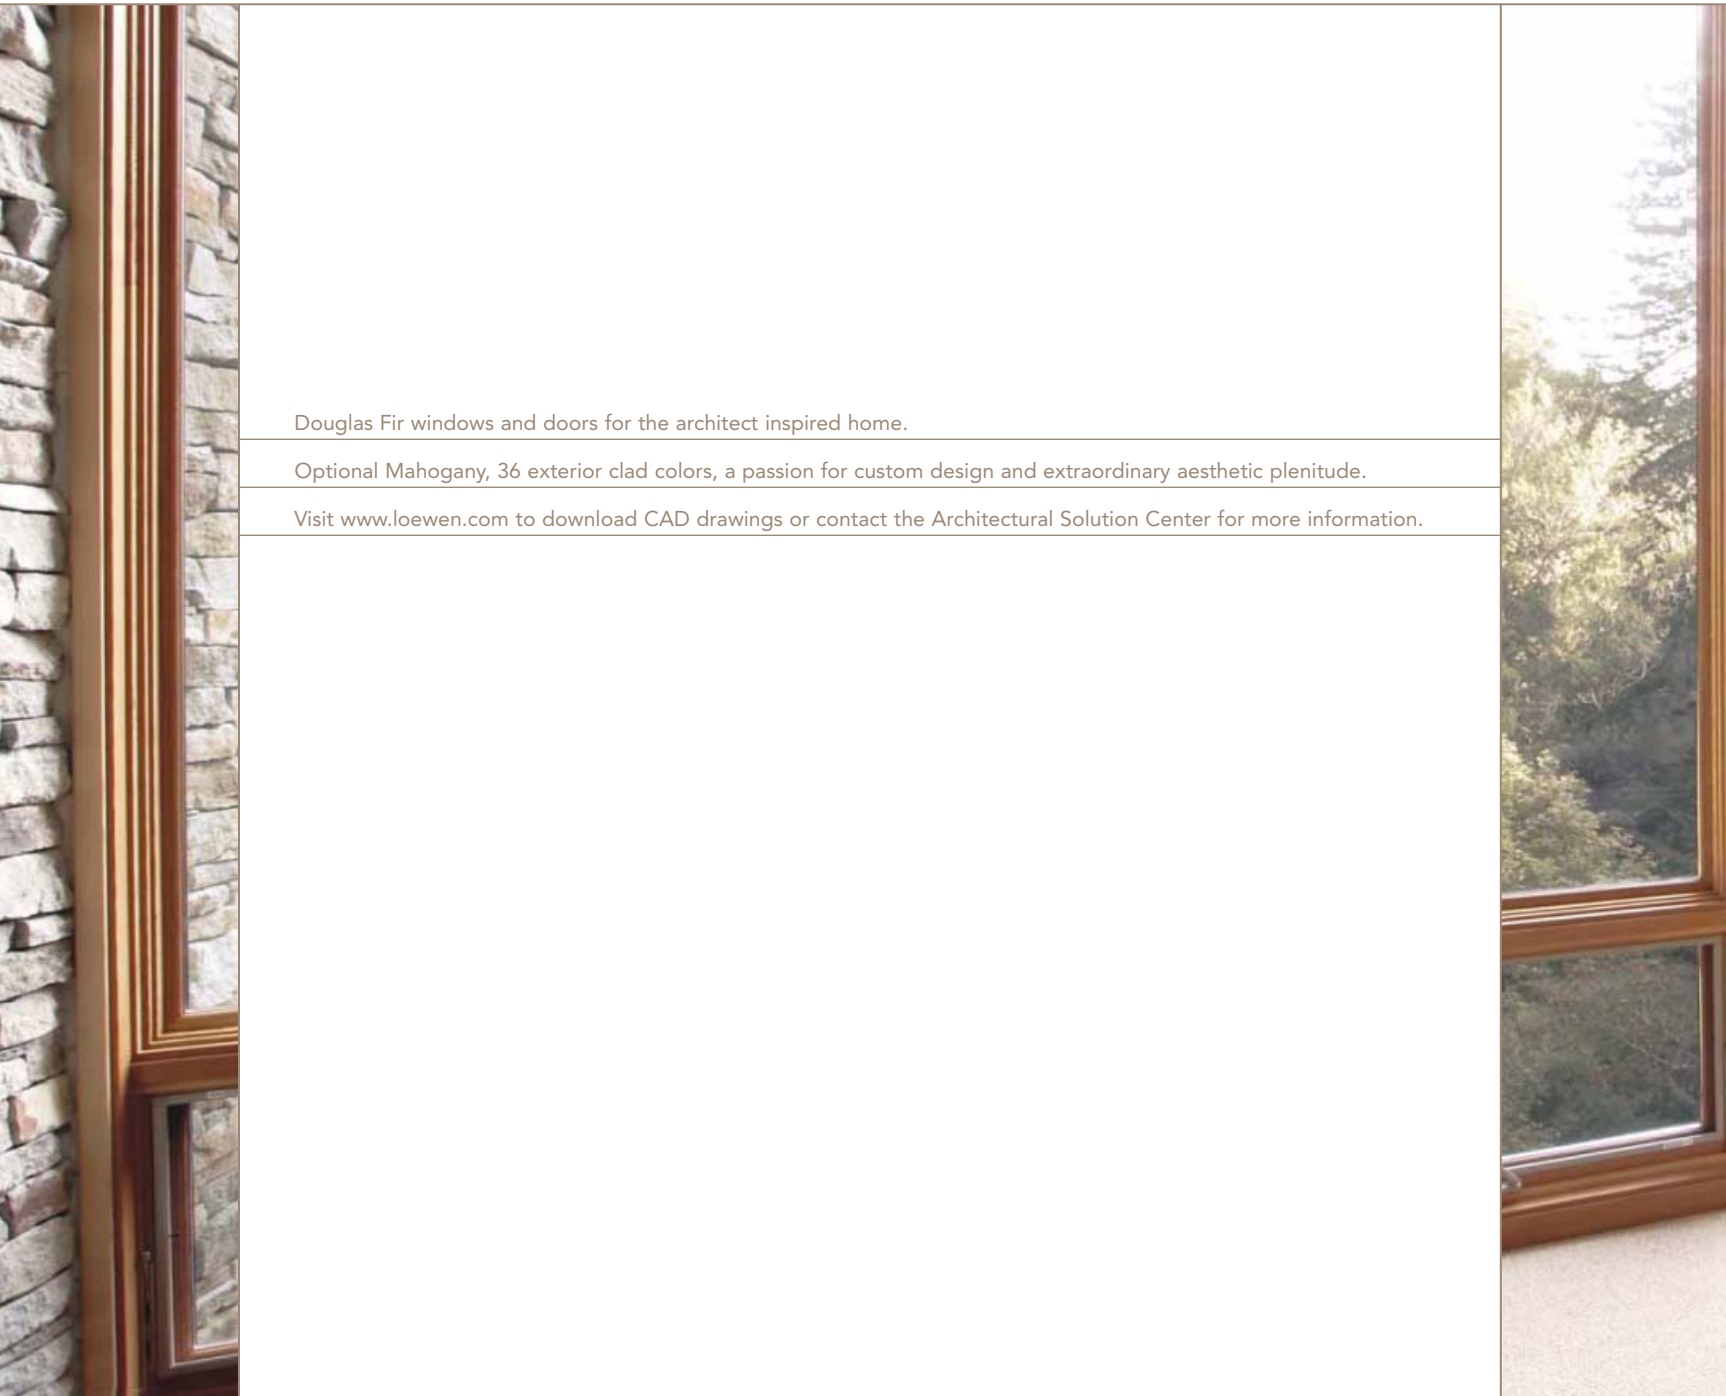 Douglas Fir windows and doors for the architect inspired home.
Optional Mahogany, 36 exterior clad colors, a passion for custom design and extraordinary aesthetic plenitude.
Visit www.loewen.com to download CAD drawings or contact the Architectural Solution Center for more information.